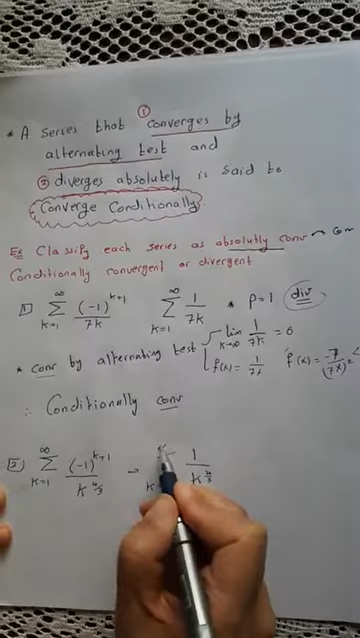 * A series that ① converges by
alternating test and
② diverges absolutely is said to
Converge Conditionally.
Ex Classify each series as absolutly conv
Conditionally convergent or divergent
1 ∞ ∑ k=1 (-1)^{k+1} / 7k ∞ ∑ k=1 1/7k * P=1 div
* conv by alternating test lim k→∞ 1/7k = 0
f(x) = 1/7x f'(x) = -7/(7x)² <
∴ Conditionally conv
2 ∞ ∑ k=1 (-1)^{k+1} / k^{4/3} → k 1/k^{4/3}